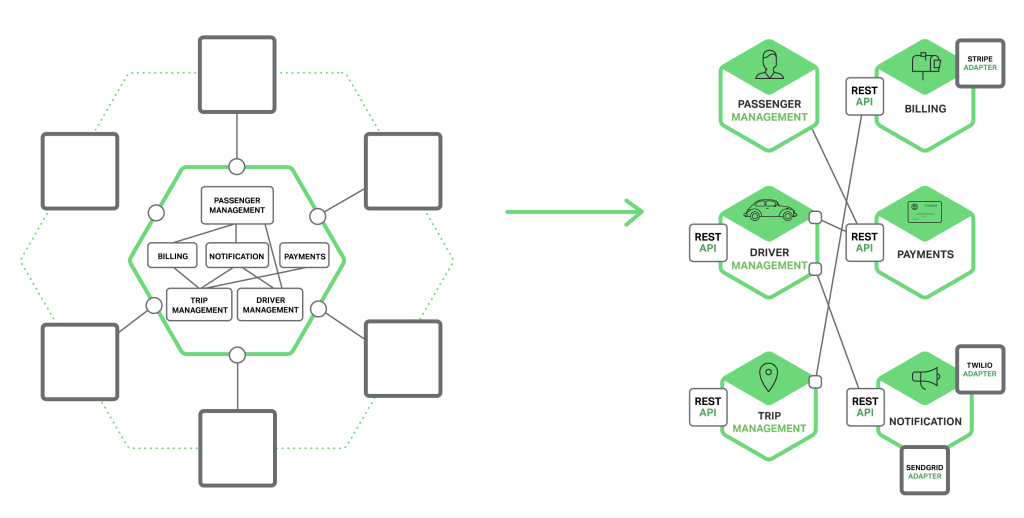 PASSENGER
MANAGEMENT
BILLING
NOTIFICATION
PAYMENTS
TRIP
MANAGEMENT
DRIVER
MANAGEMENT
PASSENGER
MANAGEMENT
REST
API
BILLING
STRIPE
ADAPTER
REST
API
DRIVER
MANAGEMENT
REST
API
PAYMENTS
REST
API
TRIP
MANAGEMENT
REST
API
NOTIFICATION
TWILIO
ADAPTER
SENDGRID
ADAPTER